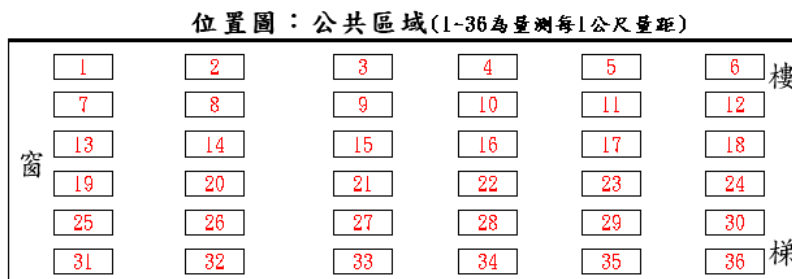 位置圖：公共區域(1~36為量測每1公尺量距)
1 2 3 4 5 6 樓
7 8 9 10 11 12
13 14 15 16 17 18
窗
19 20 21 22 23 24
25 26 27 28 29 30
31 32 33 34 35 36 梯